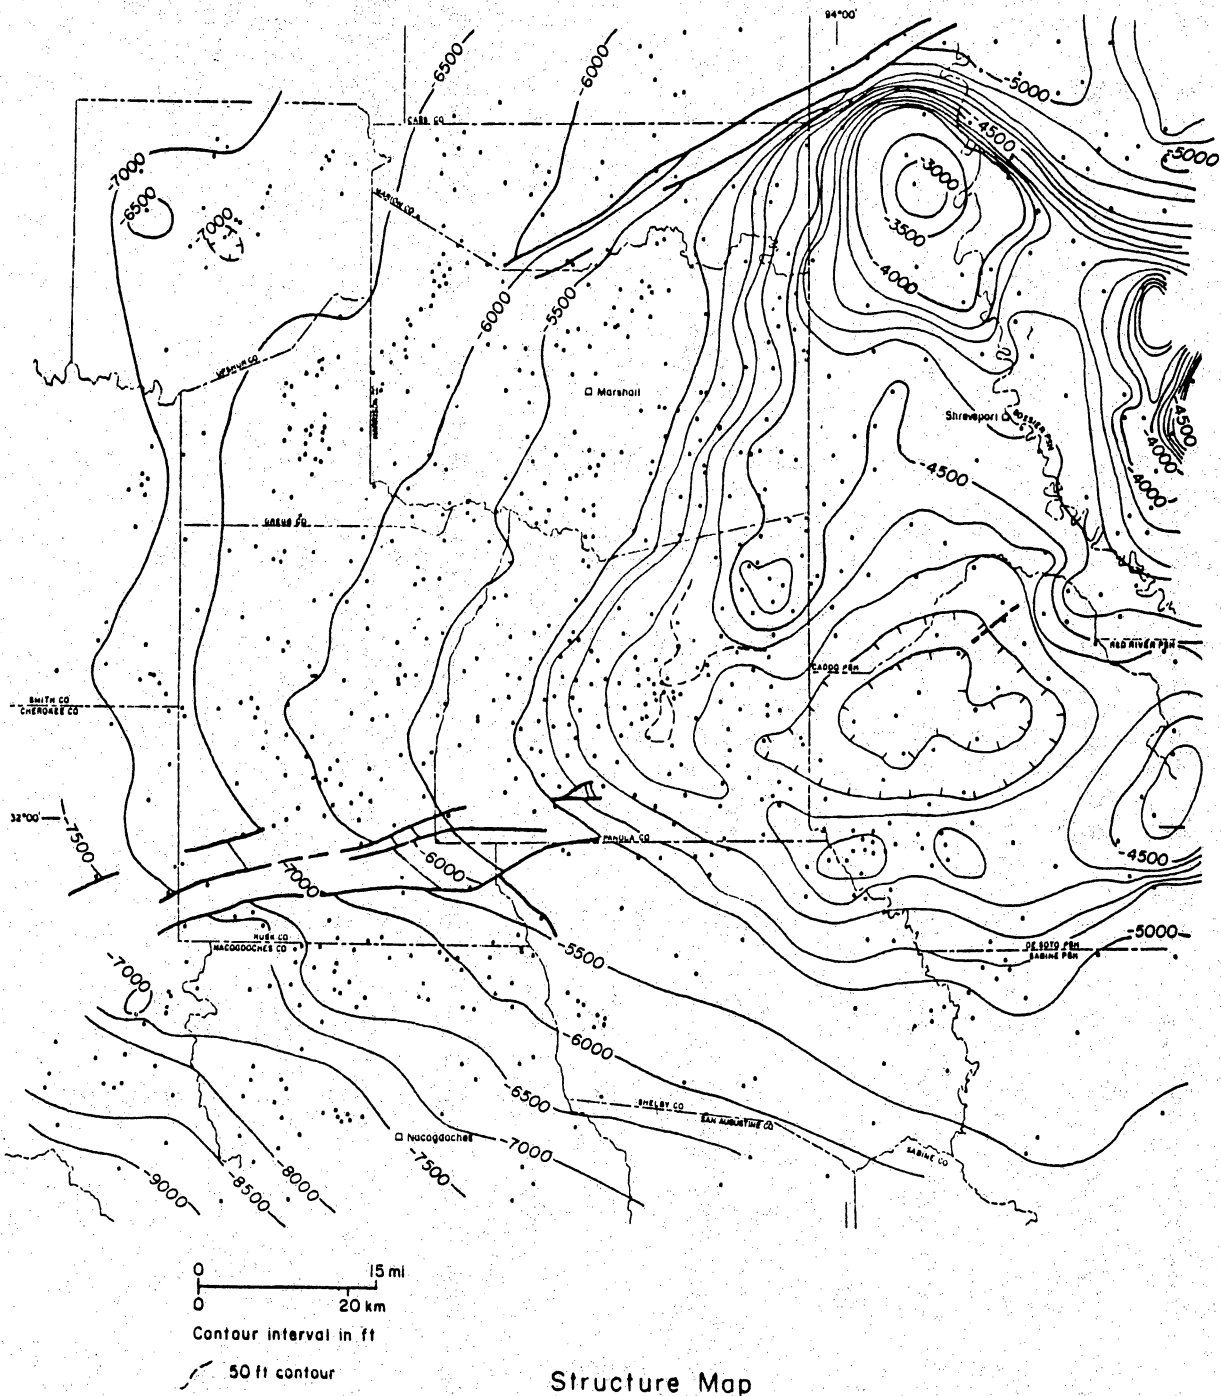 94°00'
-6500
-6000
-5000
CASS CO
-4500
-5000
-7000
-3000
-6500
MARION CO
-7000
-3500
-4000
-6000
-5500
UPSHUR CO
Marshall
Shreveport
BOSSIER PSH
-4500
-4000
-4500
-4000
GREGG CO
RED RIVER PSH
CADDO PSH
SMITH CO
CHEROKEE CO
32°00'
-7500
PANOLA CO
-4500
-6000
-7000
RUSK CO
NACOGDOCHES CO
-5500
-5000
DE SOTO PSH
SABINE PSH
-7000
-6000
-6500
SHELBY CO
SAN AUGUSTINE CO
Nacogdoches
-7000
SABINE CO
-7500
-8000
-8500
-9000
0 15 mi
0 20 km
Contour interval in ft
50 ft contour
Structure Map